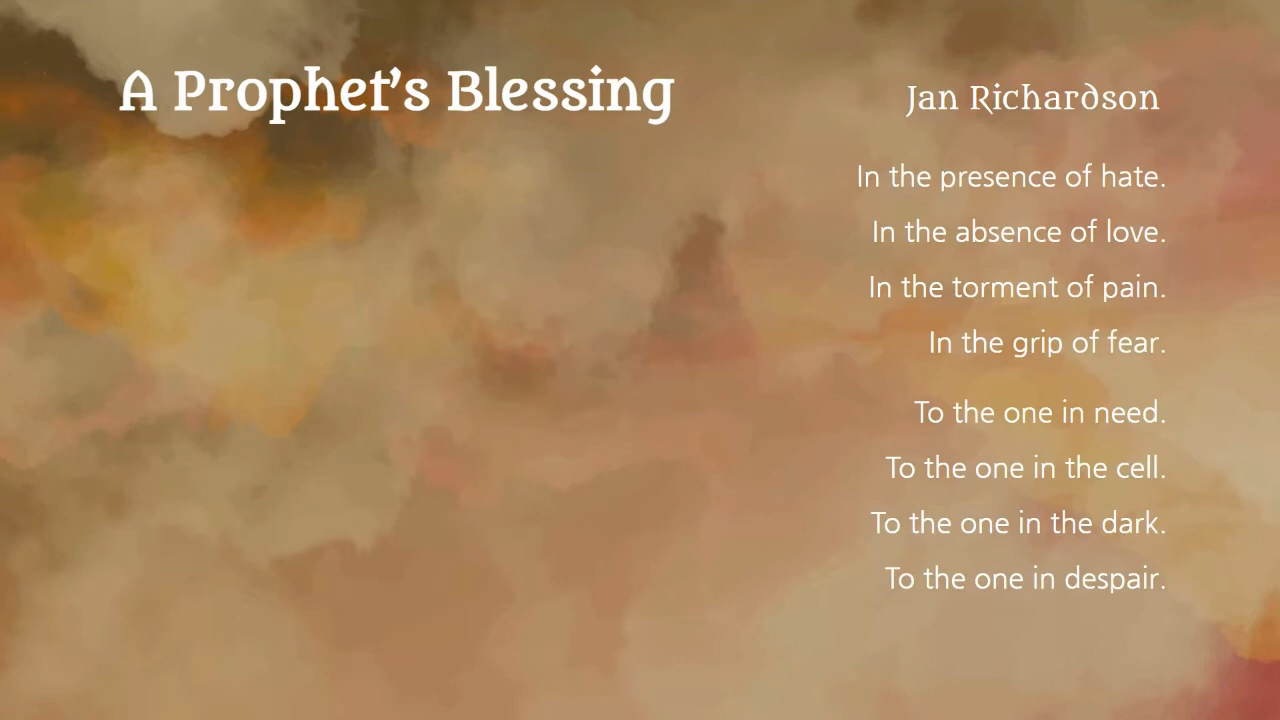 A Prophet's Blessing
Jan Richardson
In the presence of hate.
In the absence of love.
In the torment of pain.
In the grip of fear.
To the one in need.
To the one in the cell.
To the one in the dark.
To the one in despair.